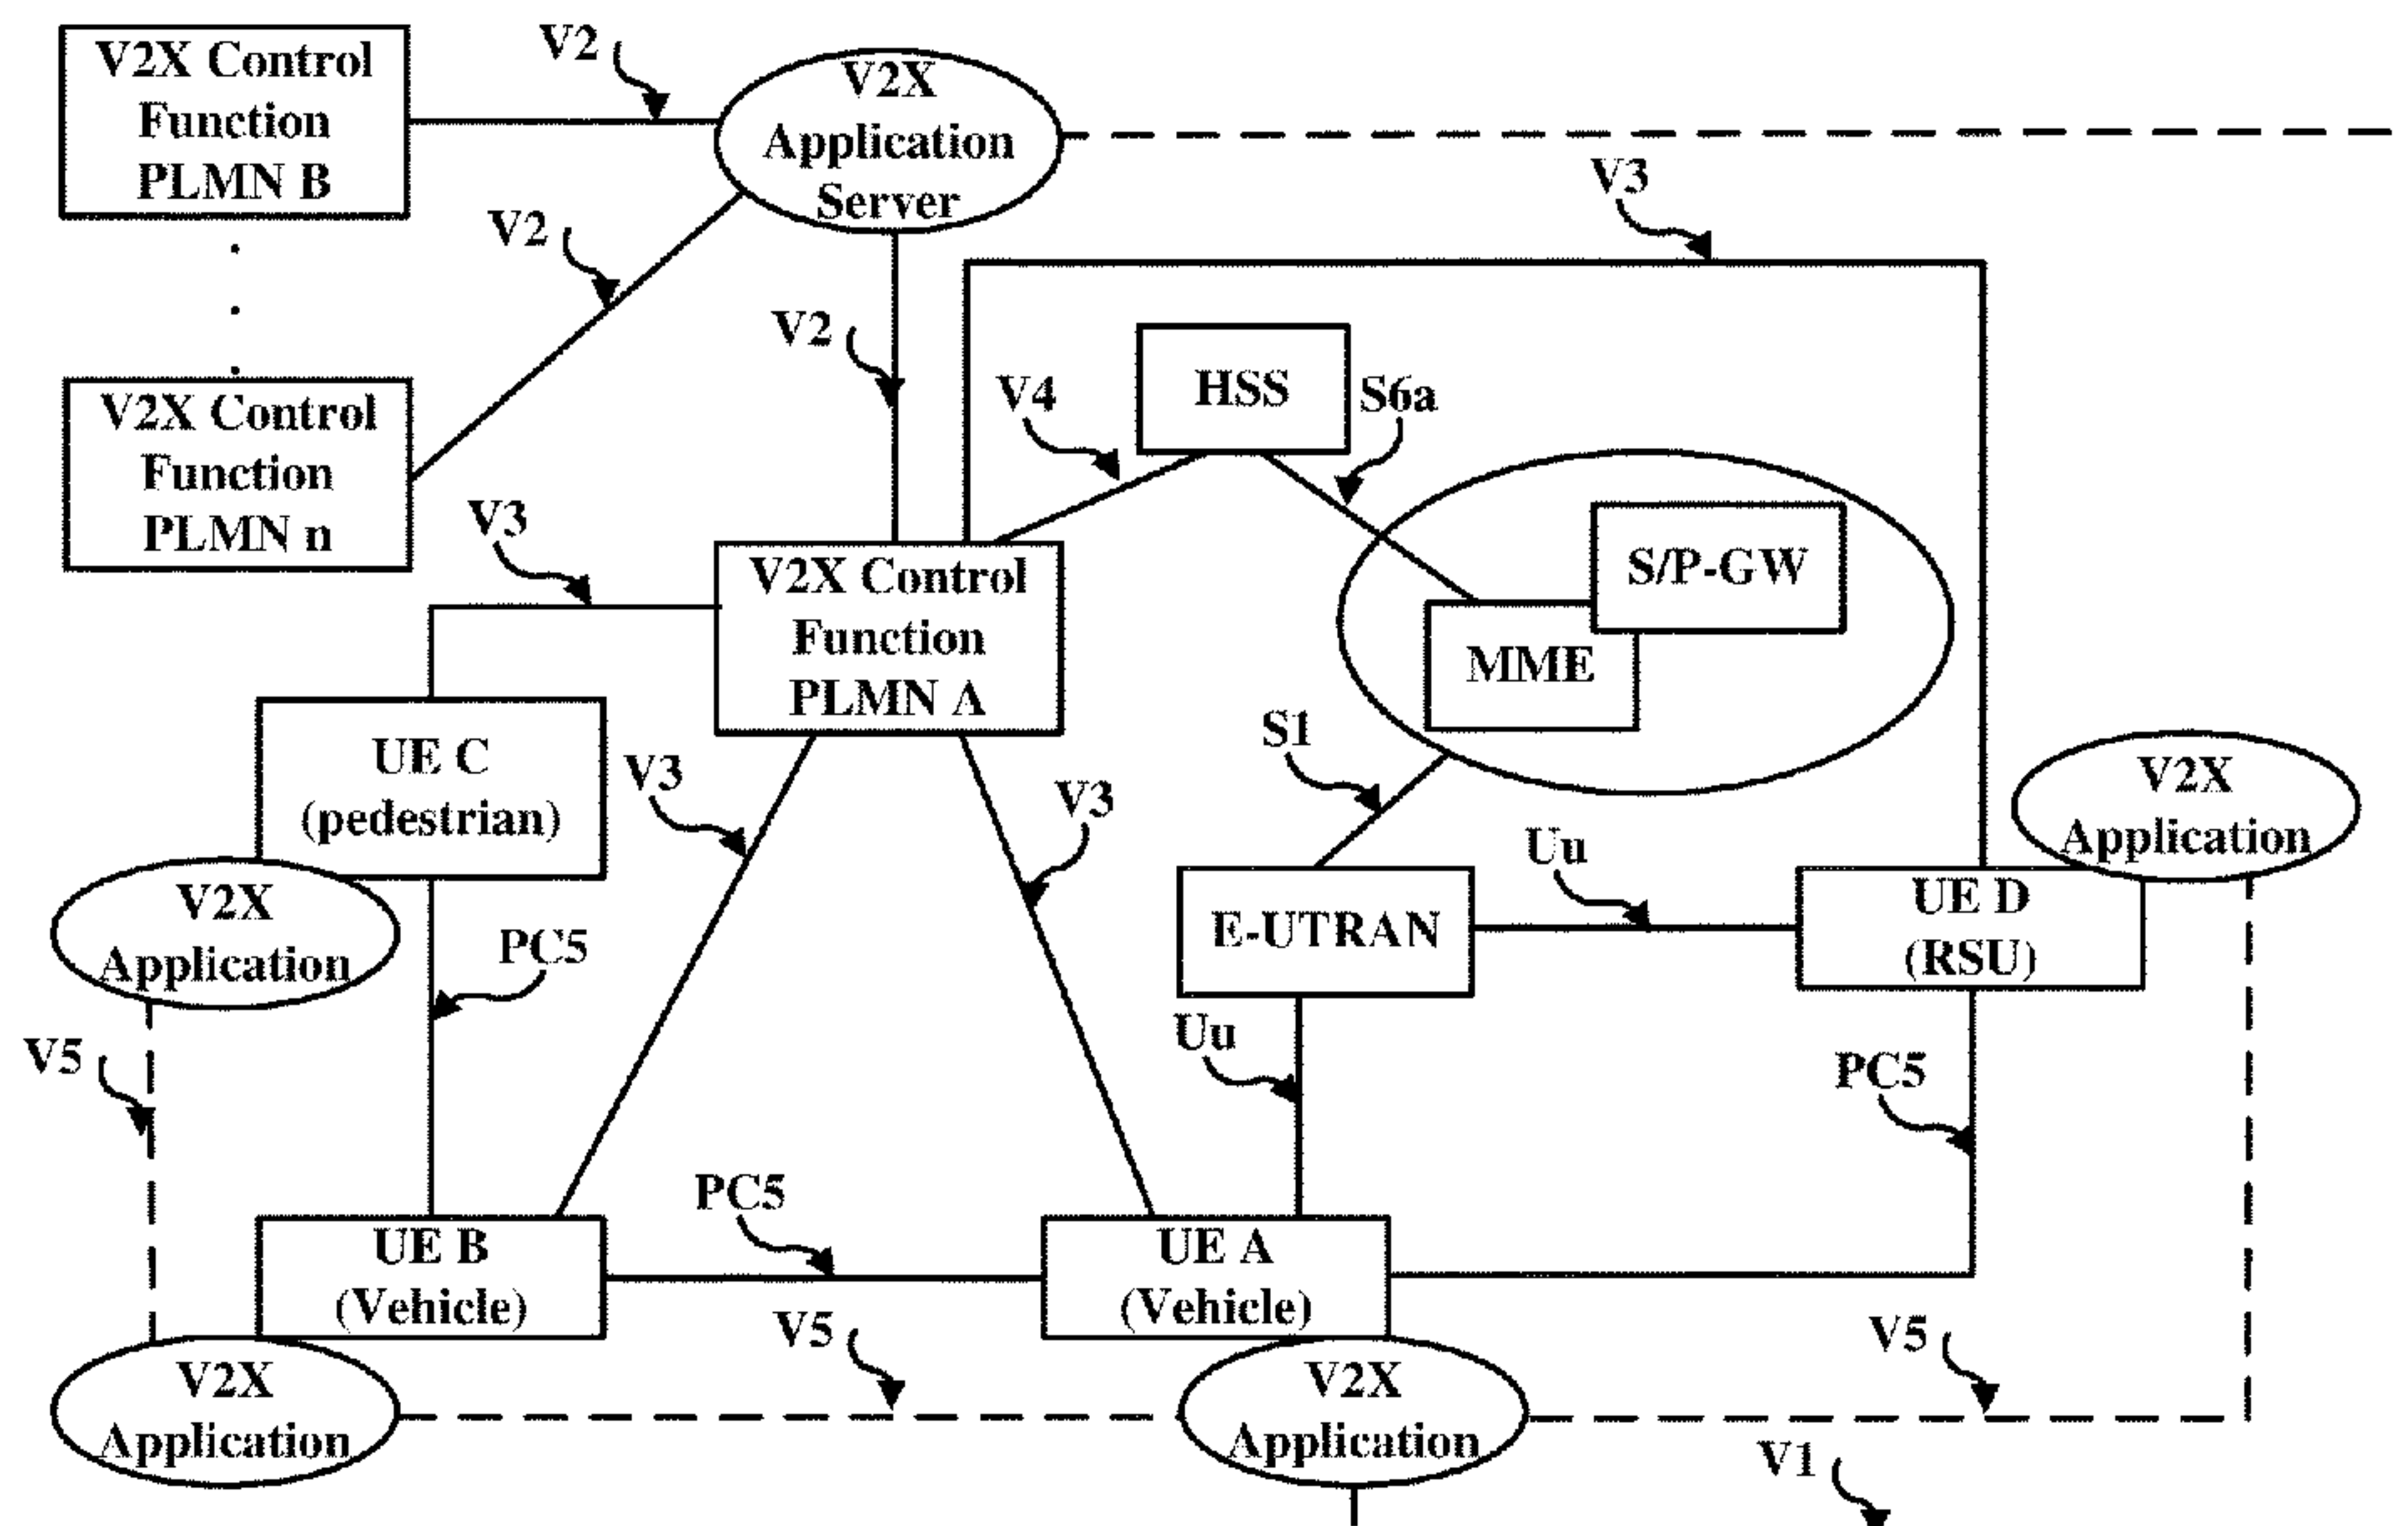 V2X Control
Function
PLMN B
V2
V2X
Application
Server
V3
V2
V2
V2X Control
Function
PLMN n
HSS
V4
S6a
V3
V2X Control
Function
PLMN A
S/P-GW
MME
UE C
(pedestrian)
V3
V3
S1
V2X
Application
Uu
E-UTRAN
UE D
(RSU)
V2X
Application
PC5
V5
Uu
PC5
PC5
UE B
(Vehicle)
UE A
(Vehicle)
V5
V5
V2X
Application
V2X
Application
V1